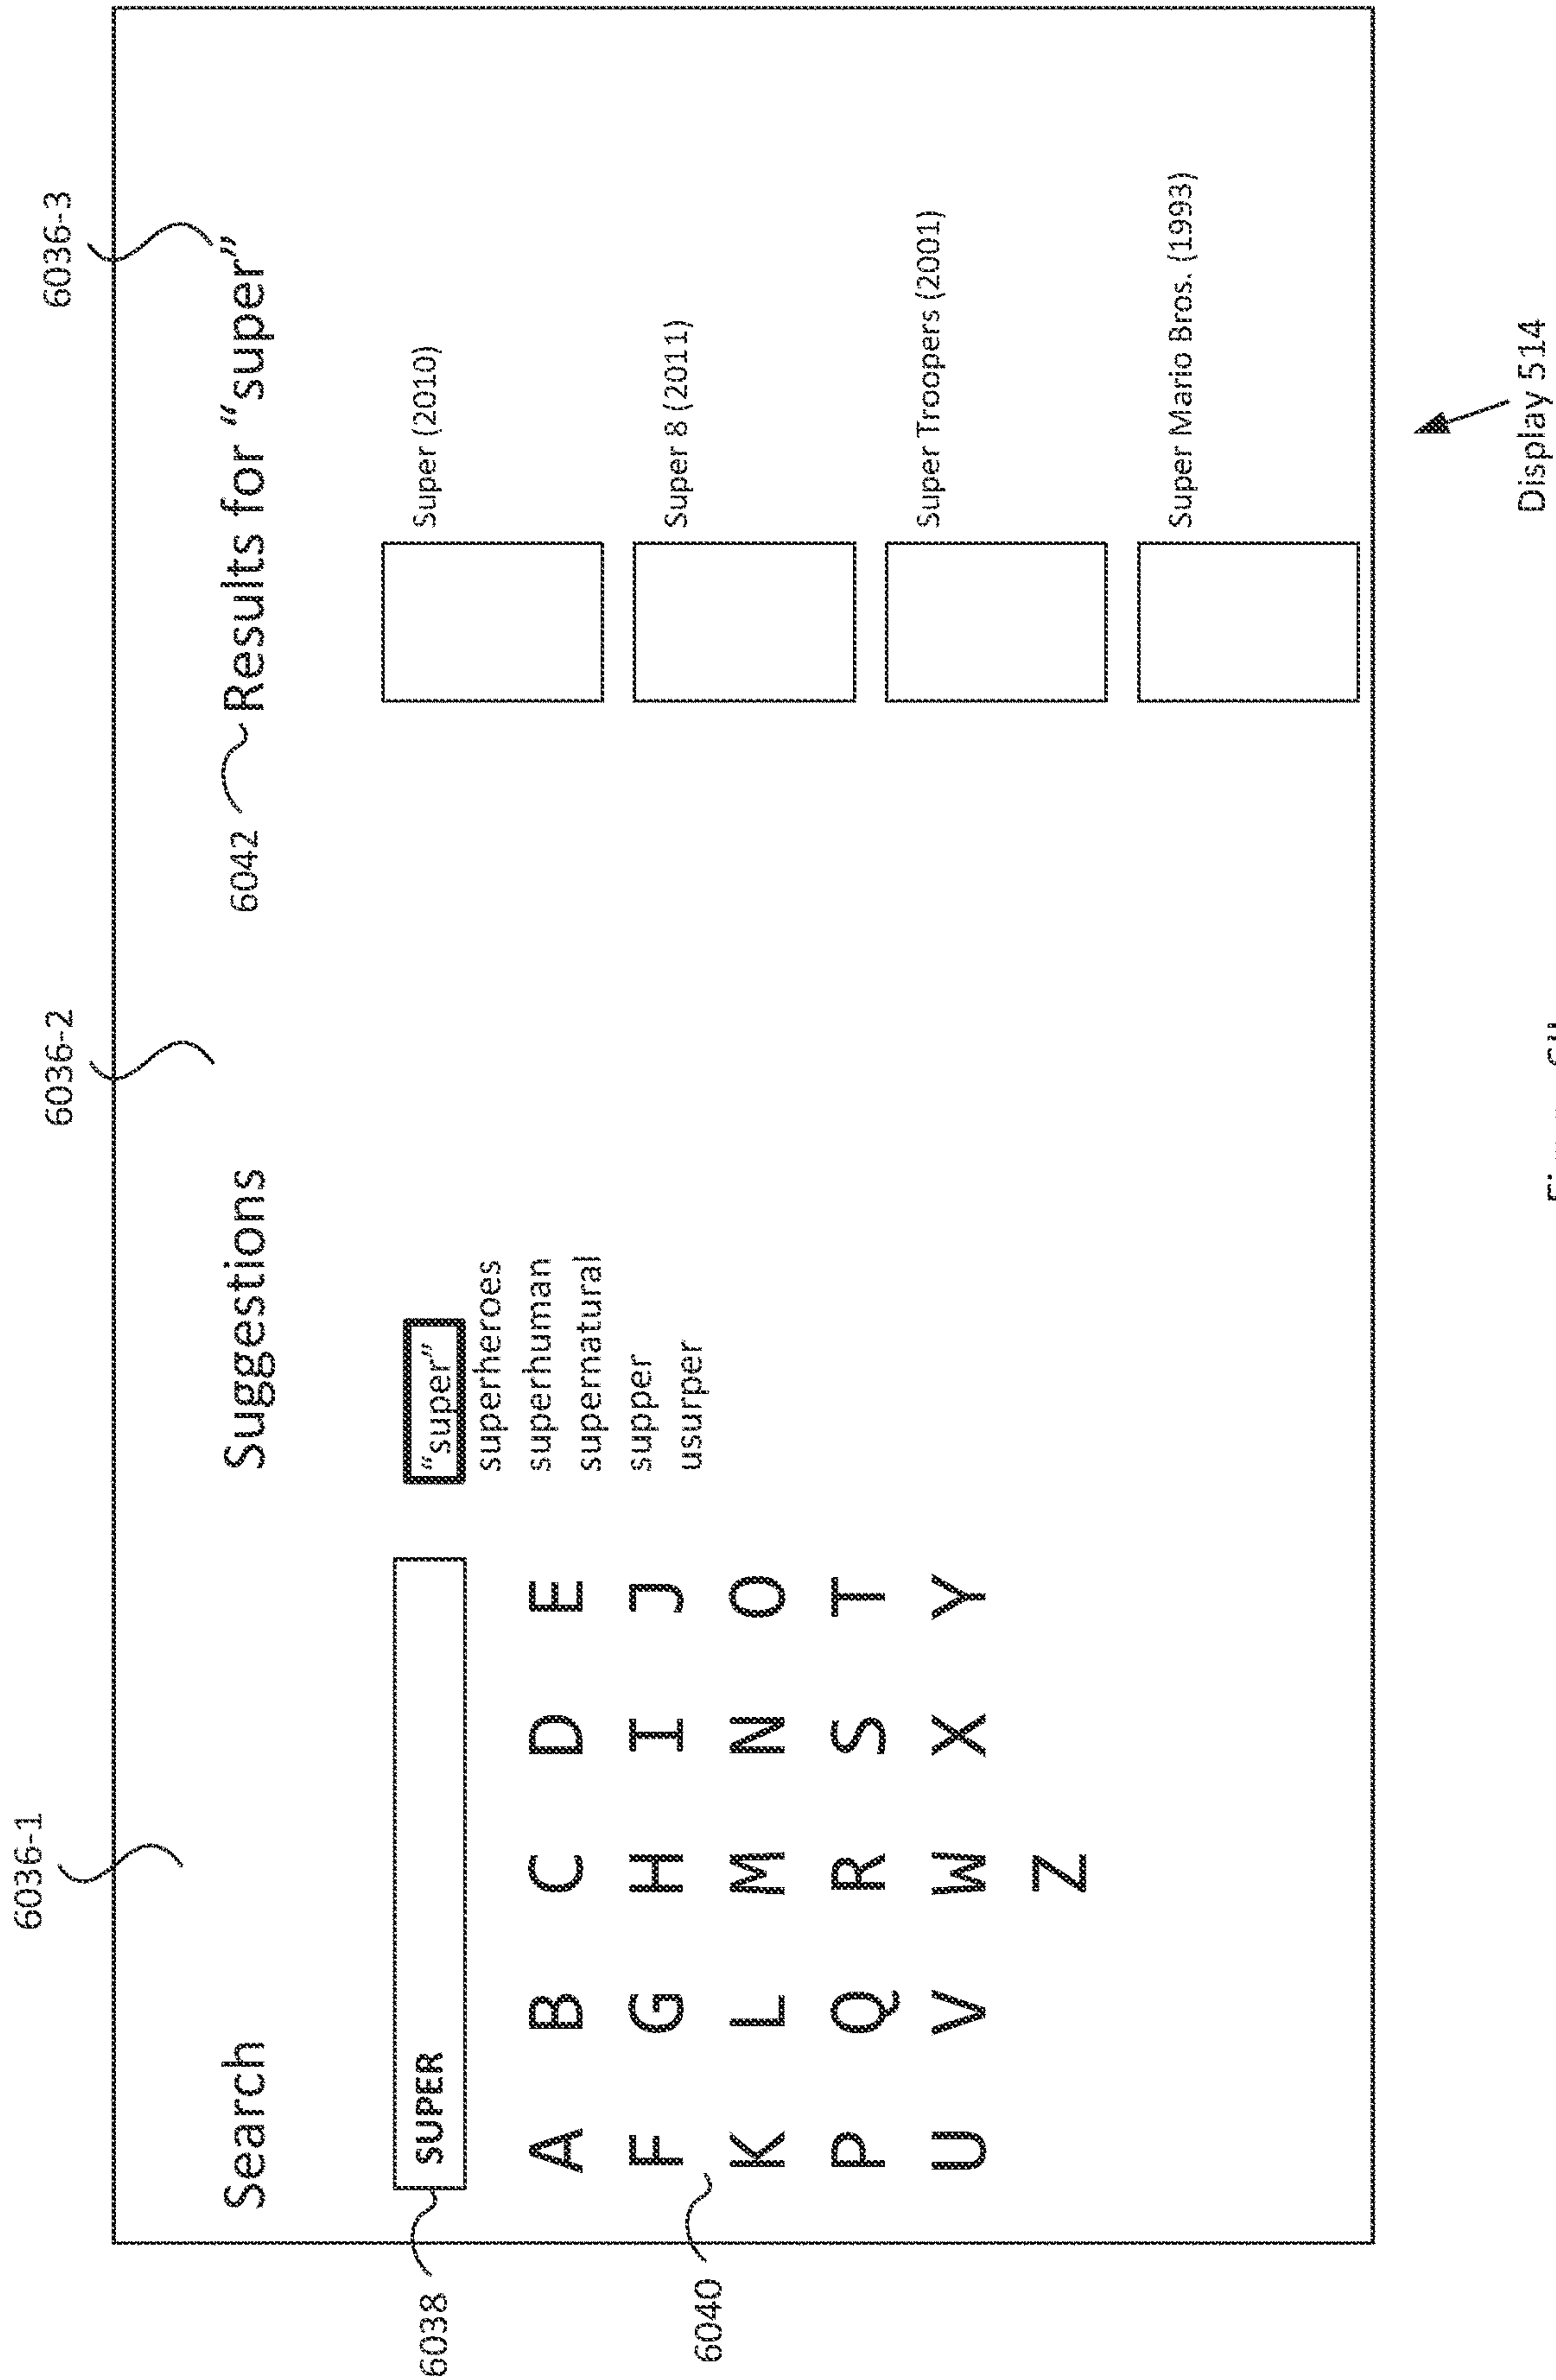 6036-1
6036-2
6036-3
Search
Suggestions
6042
Results for “super”
6038
SUPER
“super”
superheroes
superhuman
supernatural
supper
usurper
6040
A B C D E
F G H I J
K L M N O
P Q R S T
U V W X Y
Z
Super (2010)
Super 8 (2011)
Super Troopers (2001)
Super Mario Bros. (1993)
Display 514